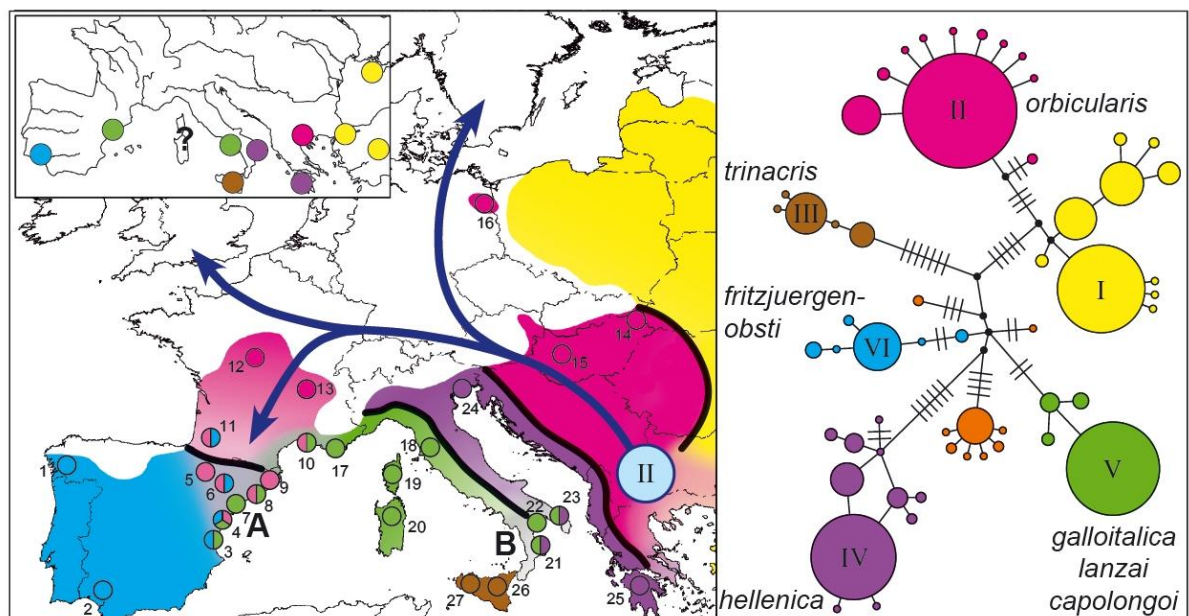 ?
16
14
15
12
13
24
11
10
17
18
1
5
6
9
8
7
4
A
3
2
19
20
22
23
B
21
27
26
25
II
II
orbicularis
trinacris
III
I
fritzjuergen-
obsti
VI
V
IV
hellenica
galloitalica
lanzai
capolongoi